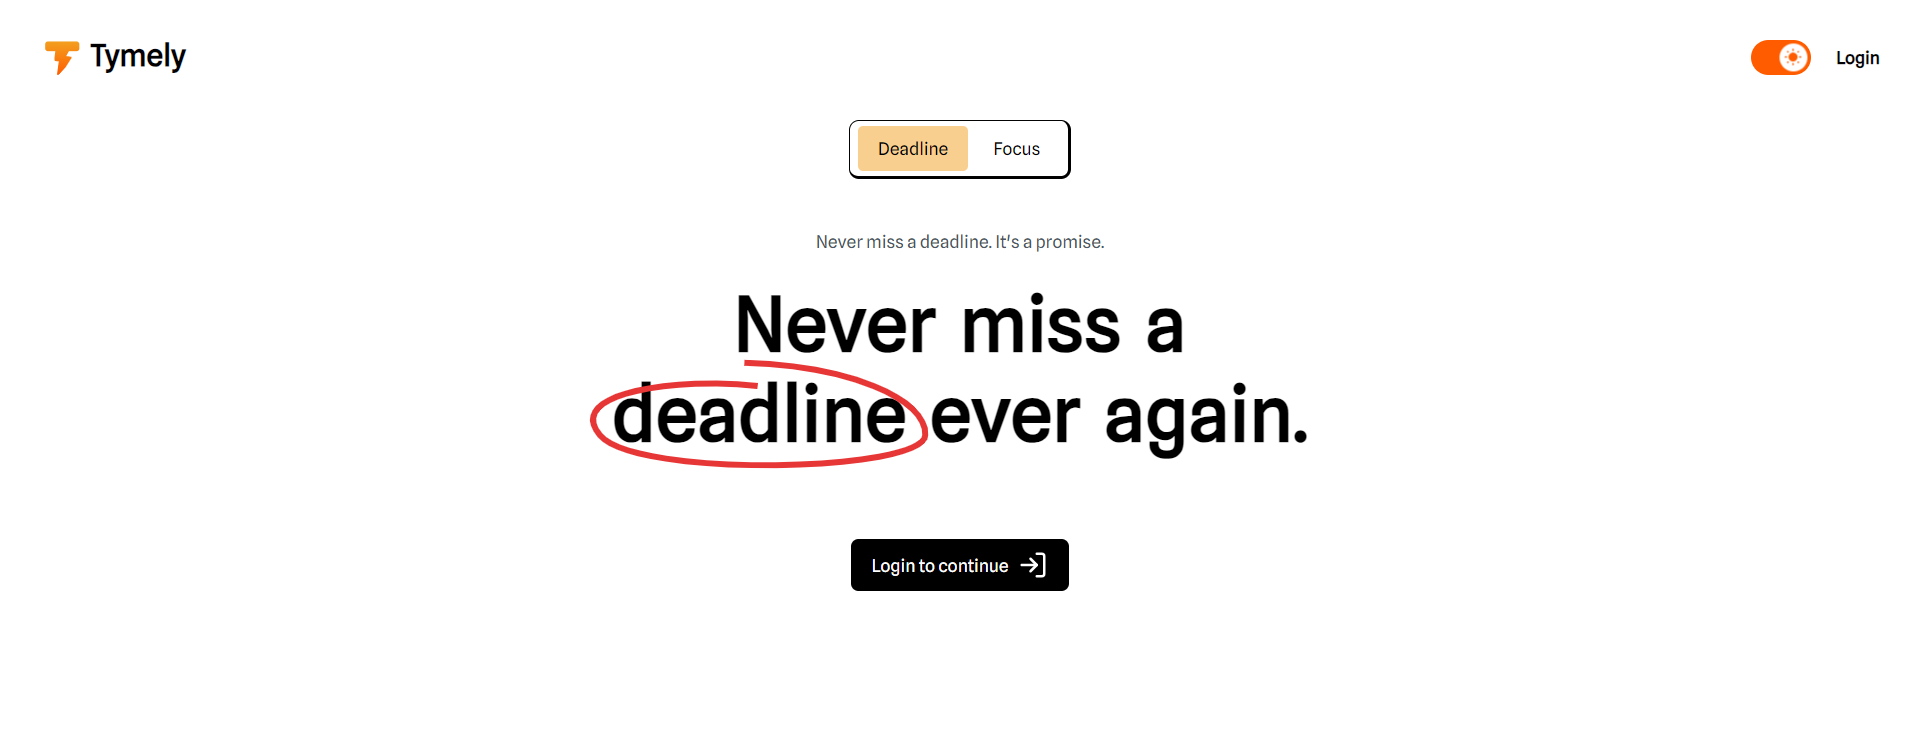 Tymely
Login
Deadline
Focus
Never miss a deadline. It's a promise.
Never miss a
deadline ever again.
Login to continue